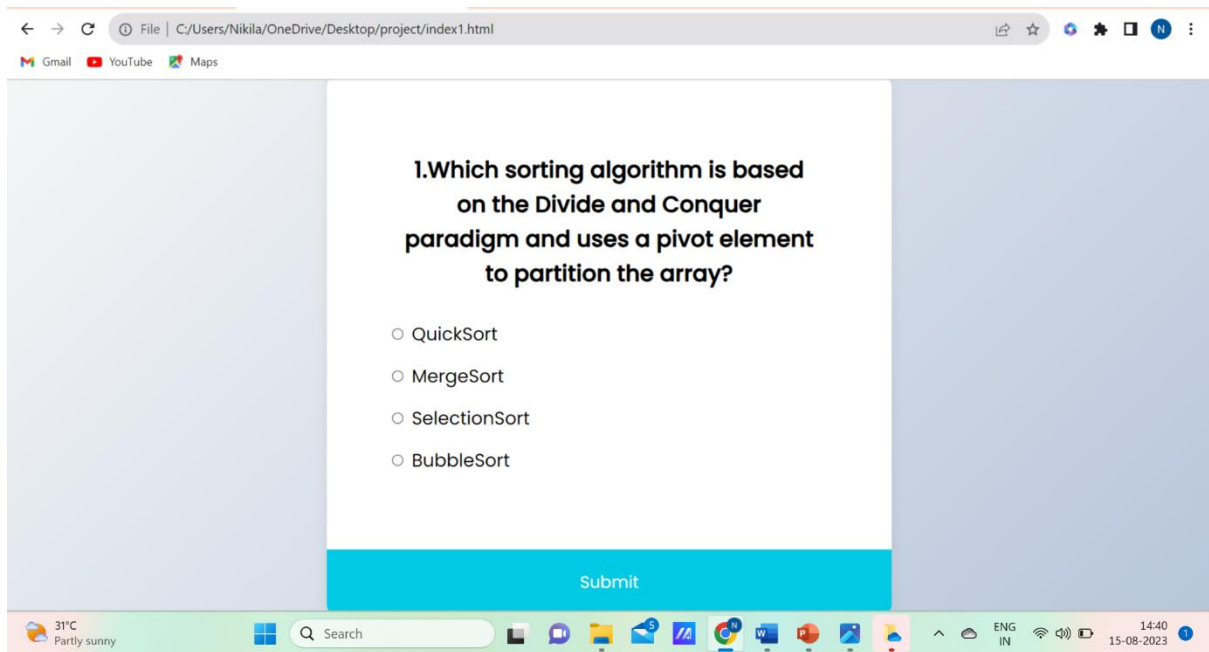 File | C:/Users/Nikila/OneDrive/Desktop/project/index1.html
N
Gmail YouTube Maps
1.Which sorting algorithm is based
on the Divide and Conquer
paradigm and uses a pivot element
to partition the array?
QuickSort
MergeSort
SelectionSort
BubbleSort
Submit
31°C
Partly sunny
Search
5
N
W
P
ENG
IN
14:40
15-08-2023
1